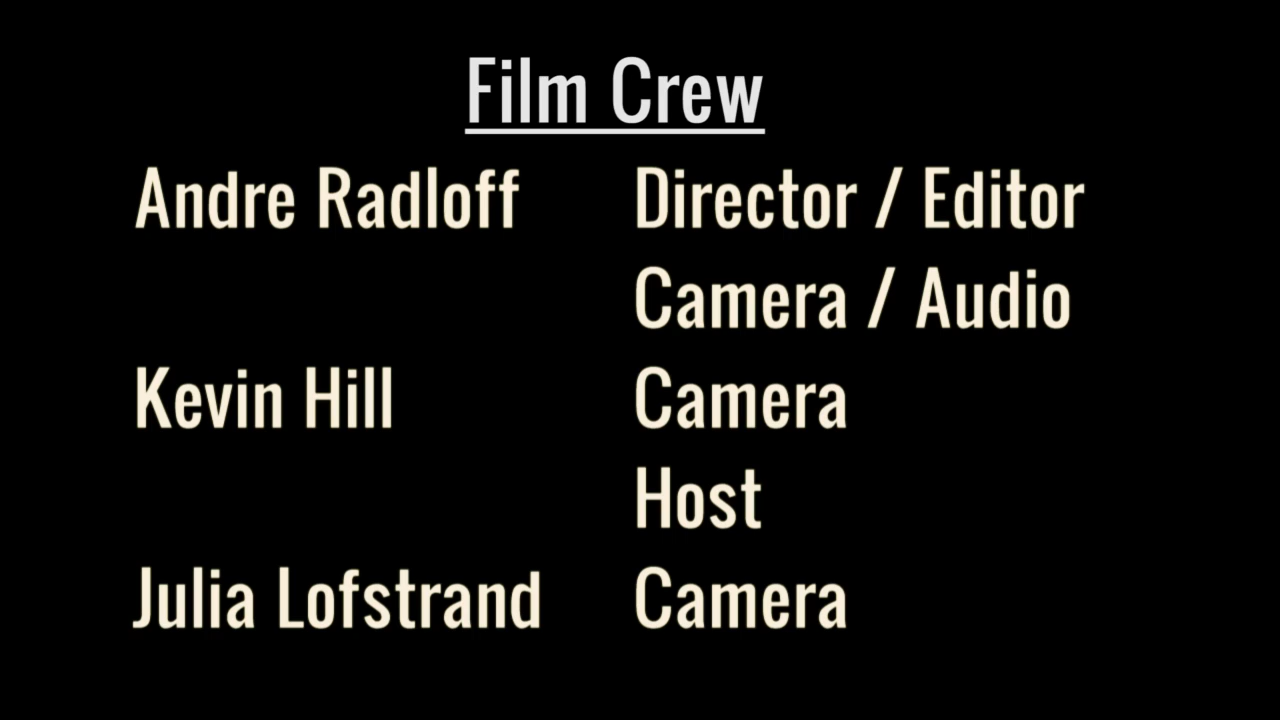 Film Crew
Andre Radloff Director / Editor
Camera / Audio
Kevin Hill Camera
Host
Julia Lofstrand Camera